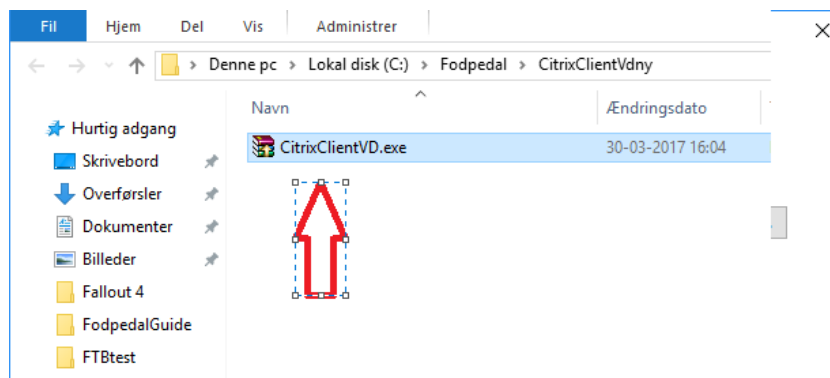 Fil Hjem Del Vis Administrer
Denne pc > Lokal disk (C:) > Fodpedal > CitrixClientVdny
Navn Ændringsdato
Hurtig adgang
CitrixClientVD.exe 30-03-2017 16:04
Skrivebord
Overførsler
Dokumenter
Billeder
Fallout 4
FodpedalGuide
FTBtest